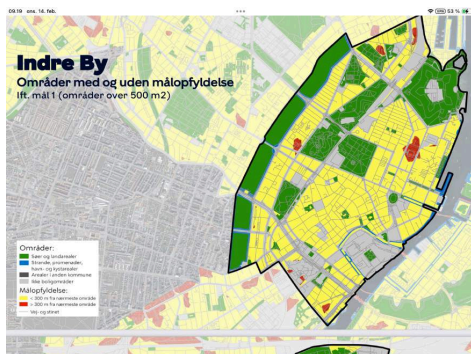 09.19 ons. 14. feb.
53 %
Indre By
Områder med og uden målopfyldelse
Ift. mål 1 (områder over 500 m2)
Områder:
Søer og landarealer
Strande, promenader,
havn- og kystarealer
Arealer i anden kommune
Ikke boligområder
Målopfyldelse:
< 300 m fra nærmeste område
> 300 m fra nærmeste område
Vej- og stinet